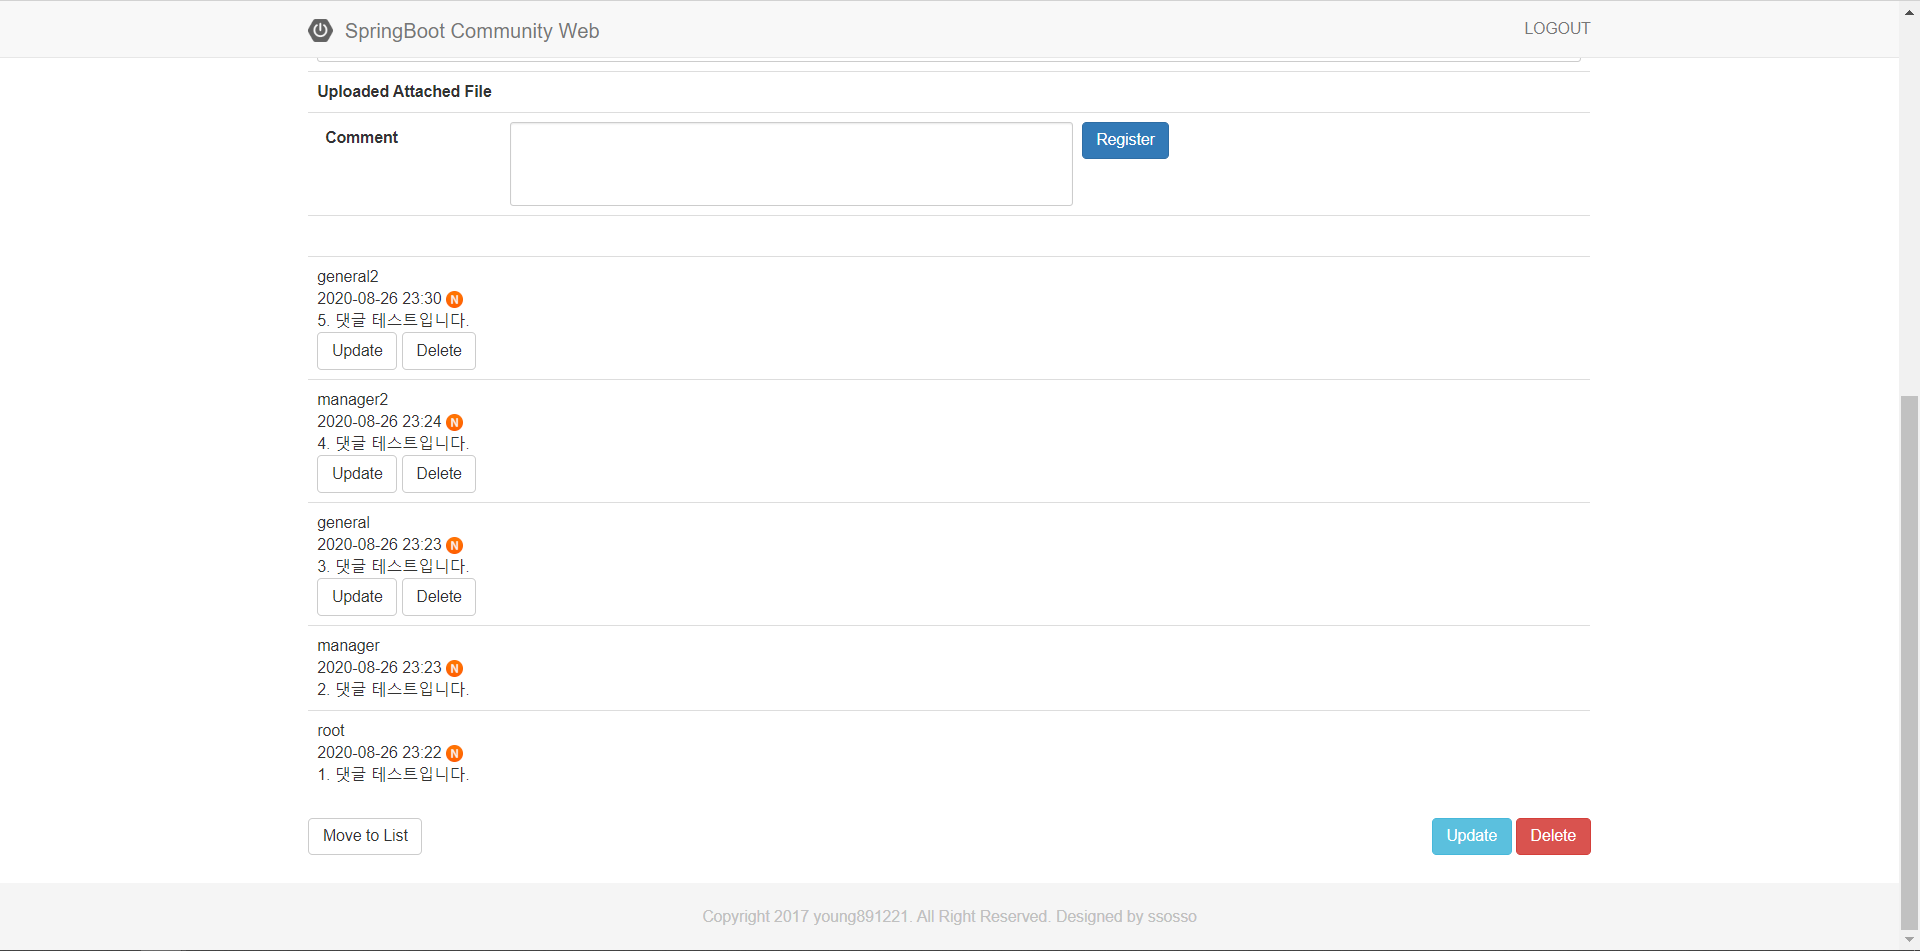 SpringBoot Community Web
LOGOUT
Uploaded Attached File
Comment
Register
general2
2020-08-26 23:30 N
5. 댓글 테스트입니다.
Update Delete
manager2
2020-08-26 23:24 N
4. 댓글 테스트입니다.
Update Delete
general
2020-08-26 23:23 N
3. 댓글 테스트입니다.
Update Delete
manager
2020-08-26 23:23 N
2. 댓글 테스트입니다.
root
2020-08-26 23:22 N
1. 댓글 테스트입니다.
Move to List
Update Delete
Copyright 2017 young891221. All Right Reserved. Designed by ssosso